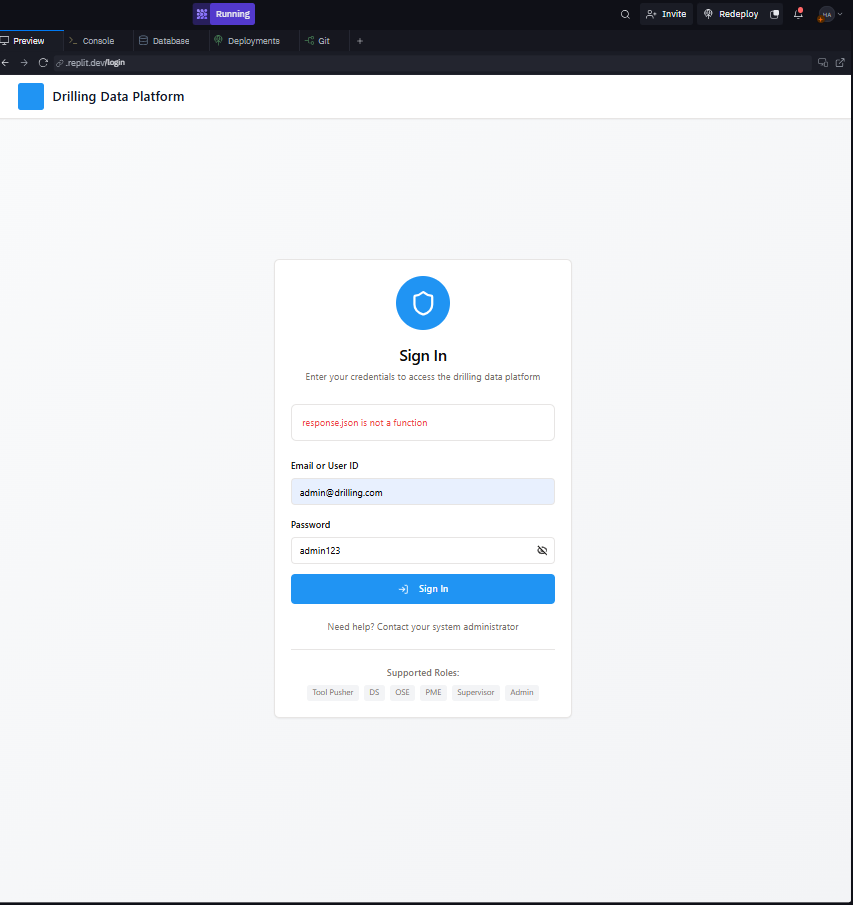 Running
Invite
Redeploy
HA
Preview
Console
Database
Deployments
Git
.replit.dev/login
Drilling Data Platform
Sign In
Enter your credentials to access the drilling data platform
response.json is not a function
Email or User ID
admin@drilling.com
Password
admin123
Sign In
Need help? Contact your system administrator
Supported Roles:
Tool Pusher DS OSE PME Supervisor Admin